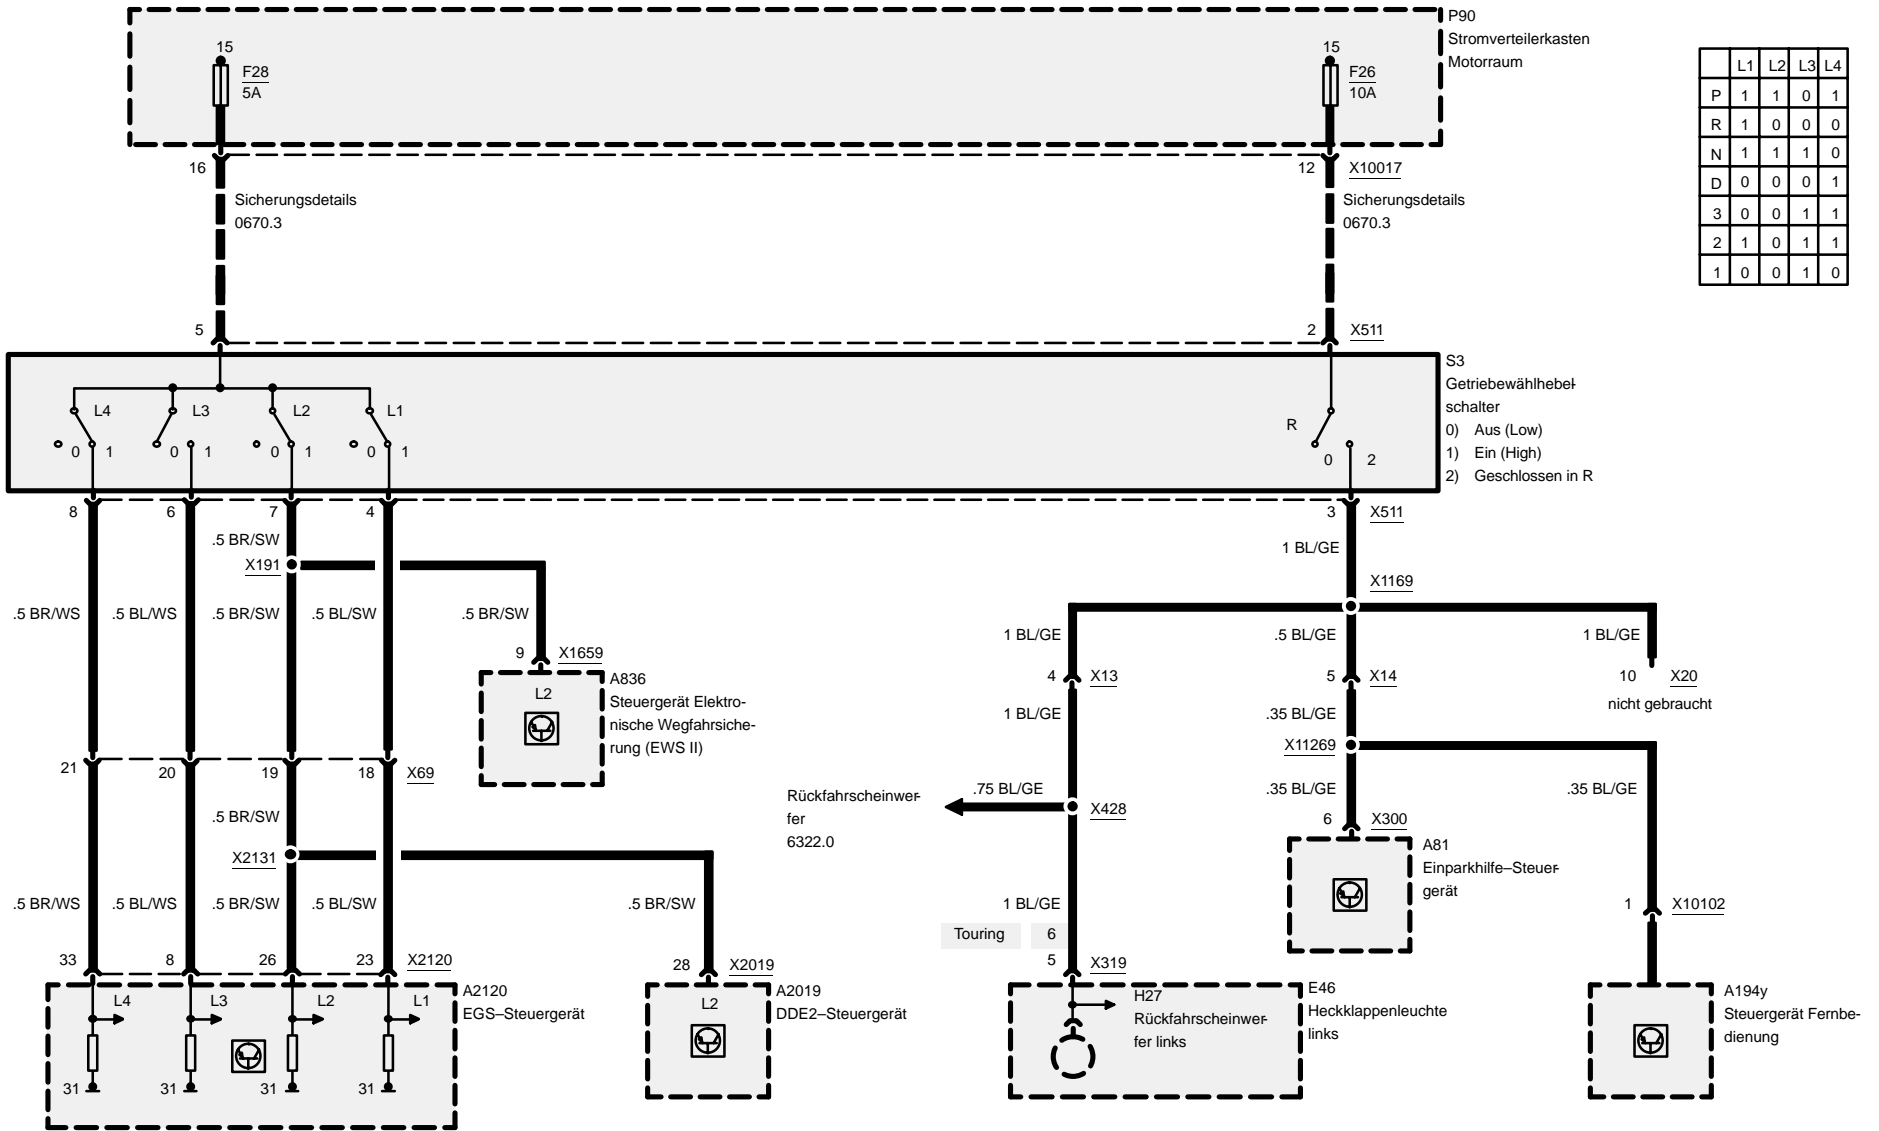 P90
Stromverteilerkasten
Motorraum
15
F28
5A
15
F26
10A
16
12 X10017
Sicherungsdetails
0670.3
Sicherungsdetails
0670.3
L1 L2 L3 L4
P 1 1 0 1
R 1 0 0 0
N 1 1 1 0
D 0 0 0 1
3 0 0 1 1
2 1 0 1 1
1 0 0 1 0
5
2 X511
S3
Getriebewählhebel-
schalter
0) Aus (Low)
1) Ein (High)
2) Geschlossen in R
L4 L3 L2 L1
R
0 1 0 1 0 1 0 1
0 2
8 6 7 4
3 X511
.5 BR/SW
1 BL/GE
X191
X1169
.5 BR/WS .5 BL/WS .5 BR/SW .5 BL/SW .5 BR/SW
1 BL/GE .5 BL/GE 1 BL/GE
9 X1659
4 X13
5 X14
10 X20
nicht gebraucht
A836
Steuergerät Elektro-
nische Wegfahrsiche-
rung (EWS II)
L2
1 BL/GE
.35 BL/GE
X11269
21 20 19 18 X69
.75 BL/GE
.35 BL/GE
.35 BL/GE
Rückfahrscheinwer-
fer
6322.0
X428
.5 BR/SW
6 X300
X2131
A81
Einparkhilfe–Steuer-
gerät
.5 BR/WS .5 BL/WS .5 BR/SW .5 BL/SW .5 BR/SW
1 BL/GE
1 X10102
Touring 6
33 8 26 23 X2120
28 X2019
5 X319
A2120
EGS–Steuergerät
L4 L3 L2 L1
31 31 31 31
A2019
DDE2–Steuergerät
L2
E46
Heckklappenleuchte
links
H27
Rückfahrscheinwer-
fer links
A194y
Steuergerät Fernbe-
dienung